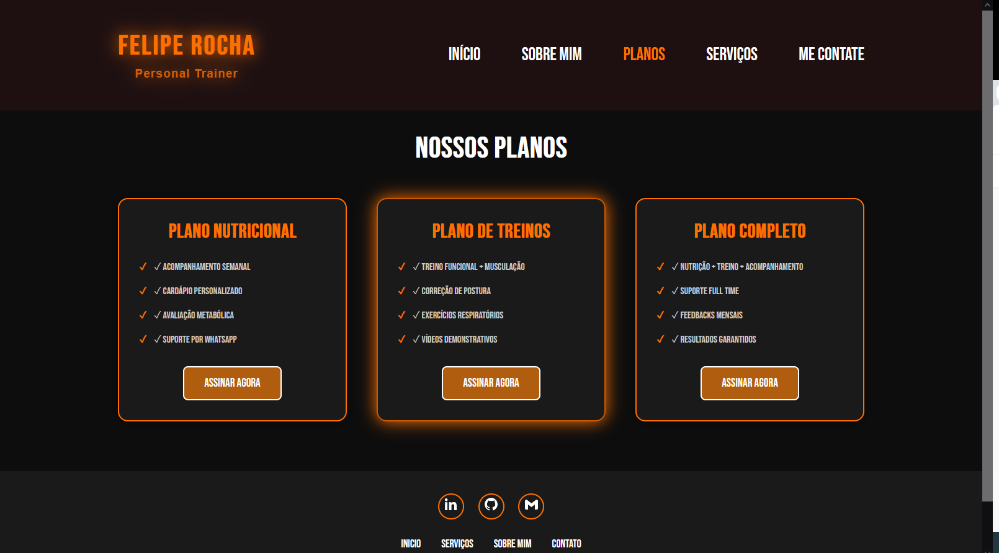 FELIPE ROCHA
Personal Trainer
INÍCIO SOBRE MIM PLANOS SERVIÇOS ME CONTATE
NOSSOS PLANOS
PLANO NUTRICIONAL
✓ ✓ ACOMPANHAMENTO SEMANAL
✓ ✓ CARDÁPIO PERSONALIZADO
✓ ✓ AVALIAÇÃO METABÓLICA
✓ ✓ SUPORTE POR WHATSAPP
ASSINAR AGORA
PLANO DE TREINOS
✓ ✓ TREINO FUNCIONAL + MUSCULAÇÃO
✓ ✓ CORREÇÃO DE POSTURA
✓ ✓ EXERCÍCIOS RESPIRATÓRIOS
✓ ✓ VÍDEOS DEMONSTRATIVOS
ASSINAR AGORA
PLANO COMPLETO
✓ ✓ NUTRIÇÃO + TREINO + ACOMPANHAMENTO
✓ ✓ SUPORTE FULL TIME
✓ ✓ FEEDBACKS MENSAIS
✓ ✓ RESULTADOS GARANTIDOS
ASSINAR AGORA
in
INICIO SERVIÇOS SOBRE MIM CONTATO